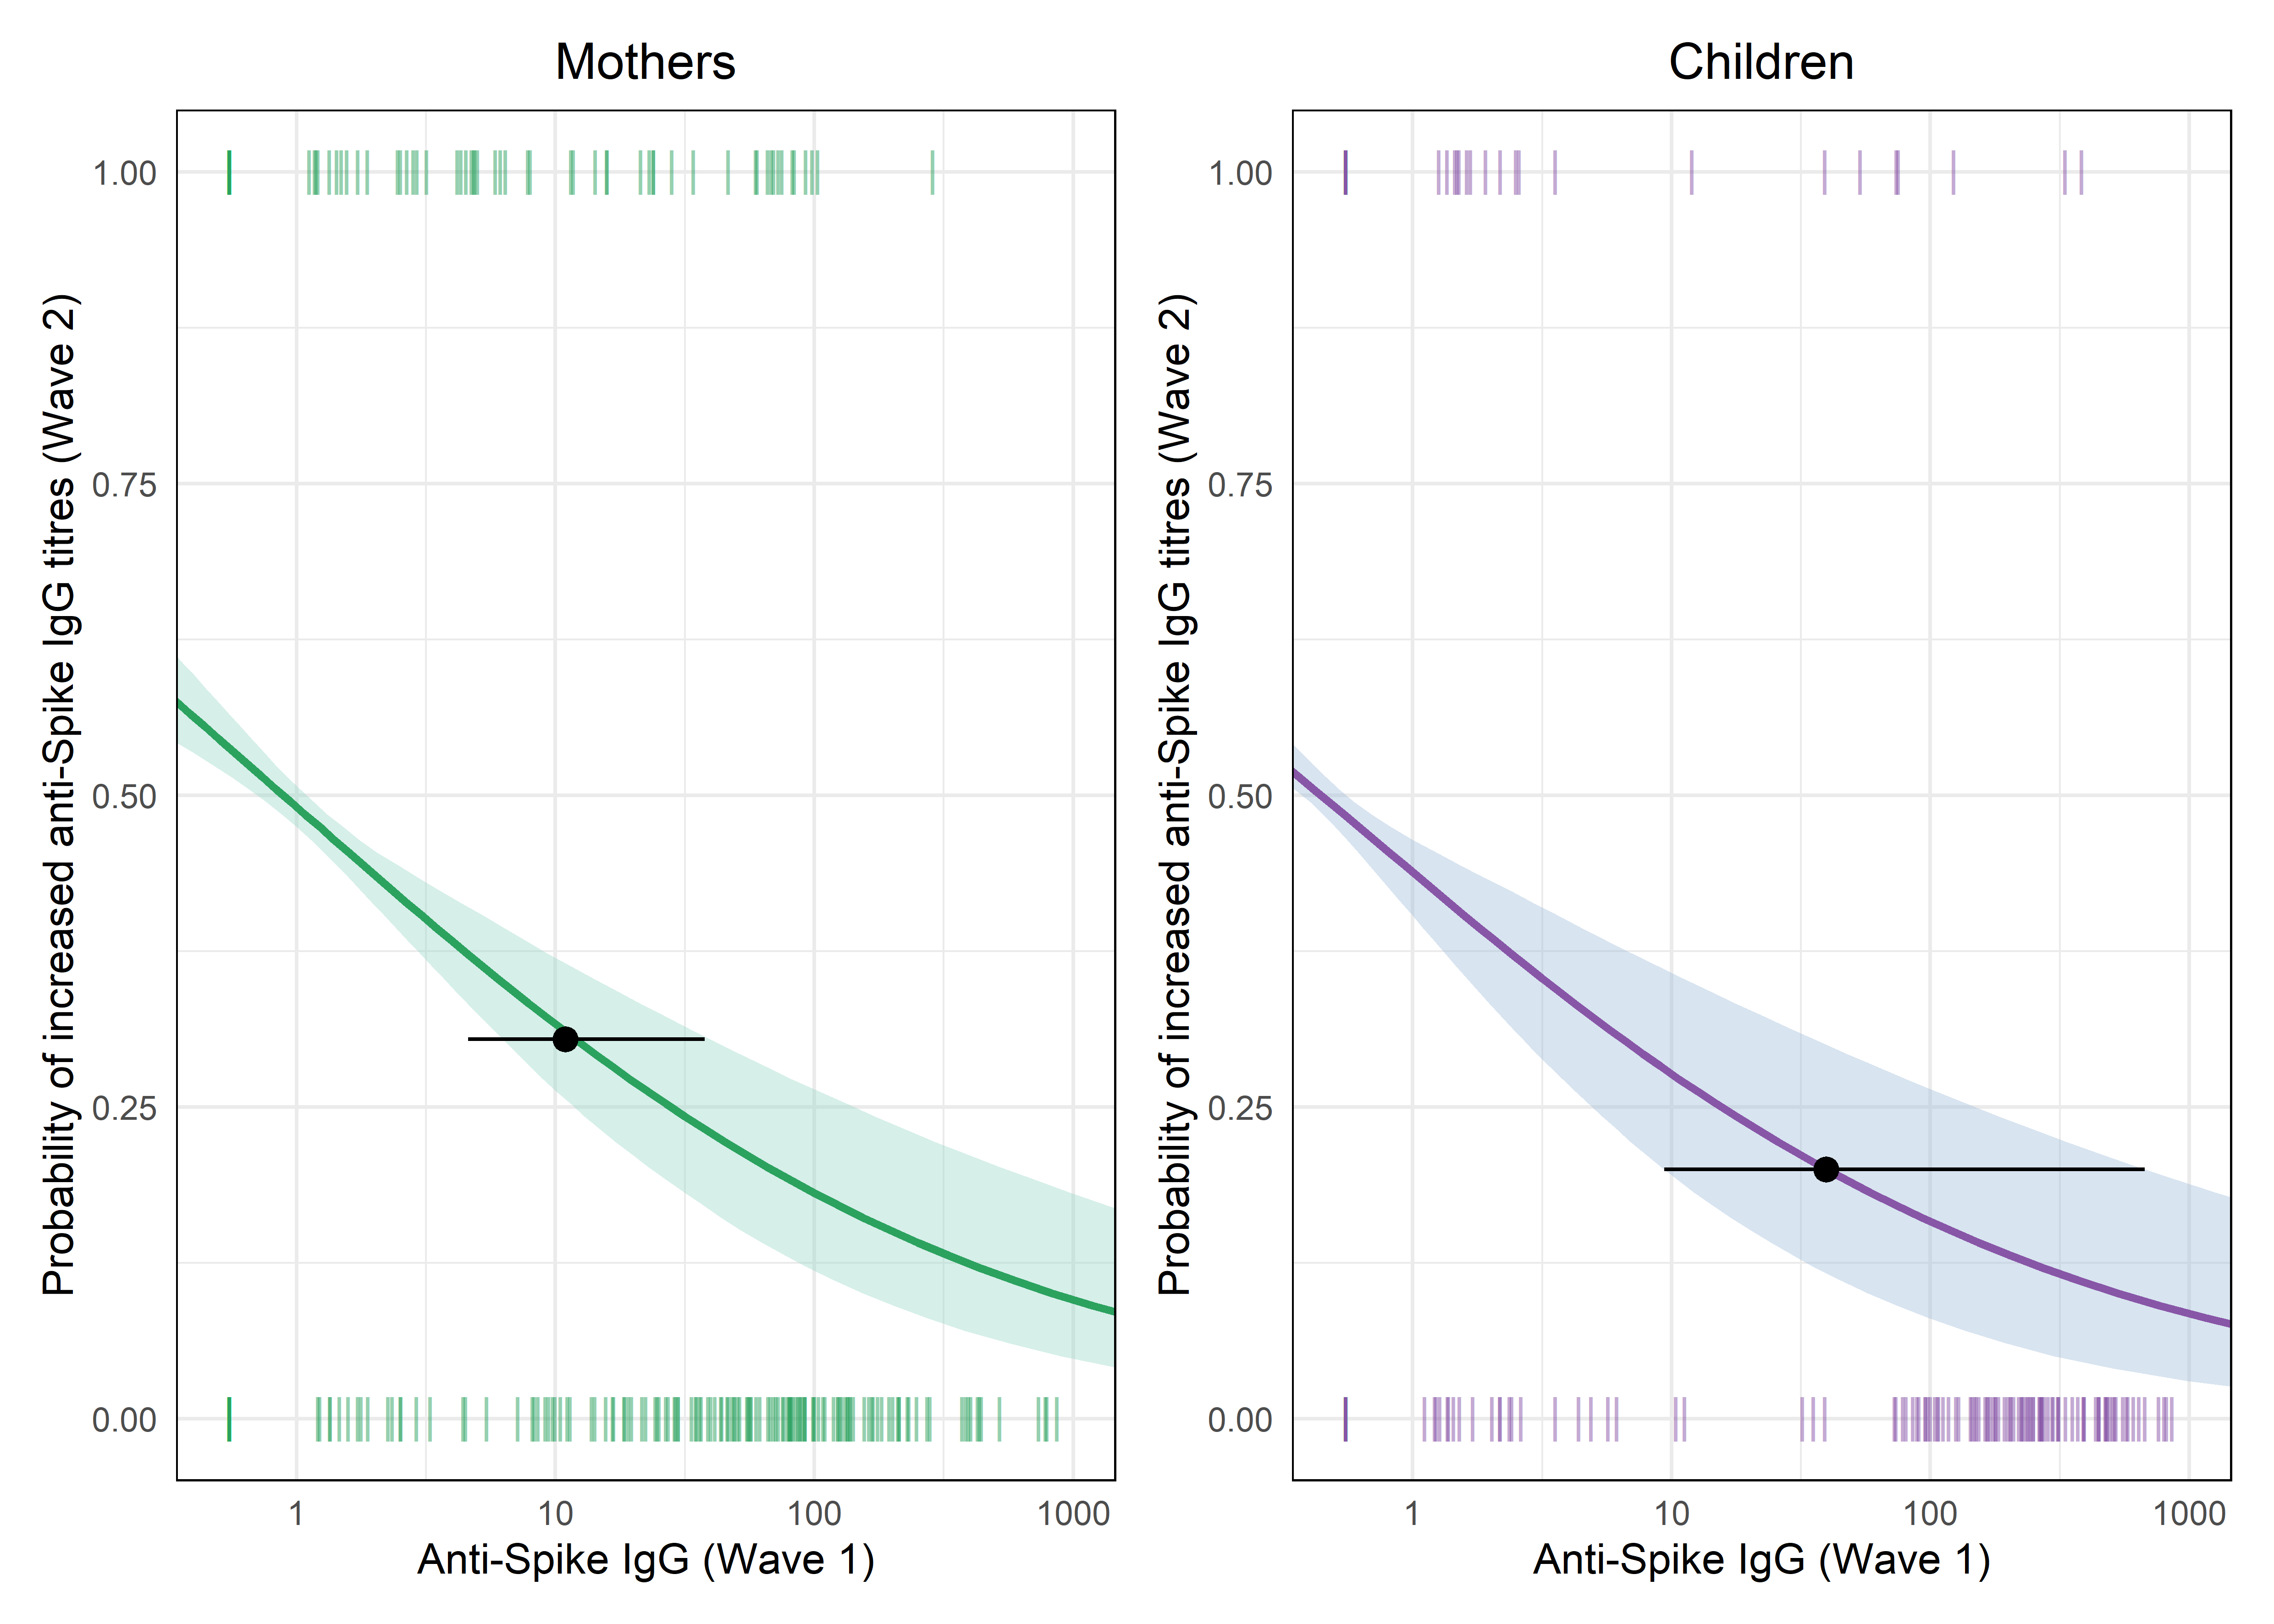 Mothers
Children
Probability of increased anti-Spike IgG titres (Wave 2)
1.00
0.75
0.50
0.25
0.00
1 10 100 1000
Anti-Spike IgG (Wave 1)
Probability of increased anti-Spike IgG titres (Wave 2)
1.00
0.75
0.50
0.25
0.00
1 10 100 1000
Anti-Spike IgG (Wave 1)